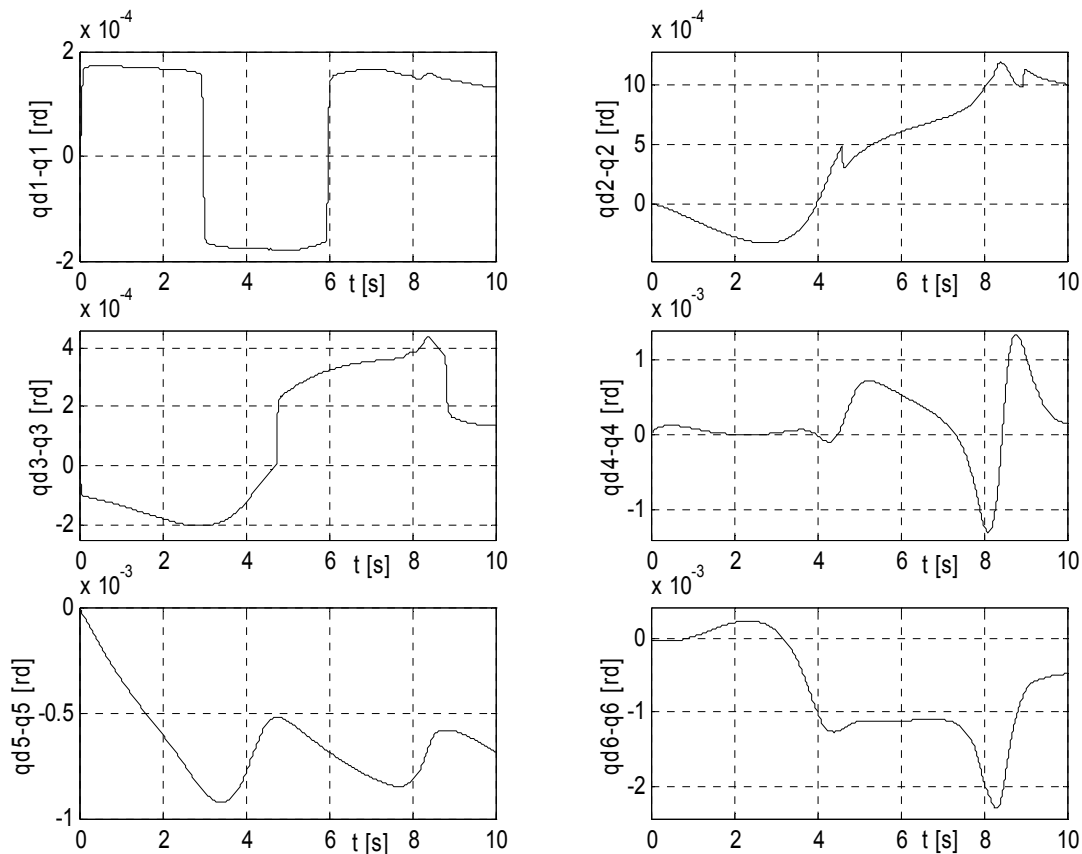 x 10-4
2
0
-2
qd1-q1 [rd]
0 2 4 6 8 10
t [s]
x 10-4
10
5
0
qd2-q2 [rd]
0 2 4 6 8 10
t [s]
x 10-4
4
2
0
-2
qd3-q3 [rd]
0 2 4 6 8 10
t [s]
x 10-3
1
0
-1
qd4-q4 [rd]
0 2 4 6 8 10
t [s]
x 10-3
0
-0.5
-1
qd5-q5 [rd]
0 2 4 6 8 10
t [s]
x 10-3
0
-1
-2
qd6-q6 [rd]
0 2 4 6 8 10
t [s]